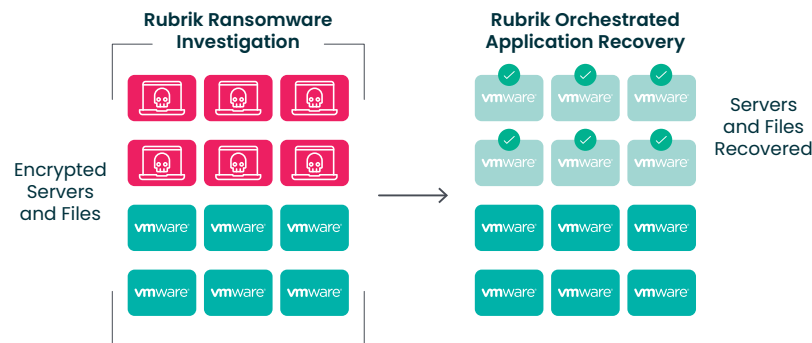 Rubrik Ransomware
Investigation
Encrypted
Servers
and Files
vmware vmware vmware
vmware vmware vmware
Rubrik Orchestrated
Application Recovery
vmware vmware vmware
vmware vmware vmware
vmware vmware vmware
vmware vmware vmware
Servers
and Files
Recovered